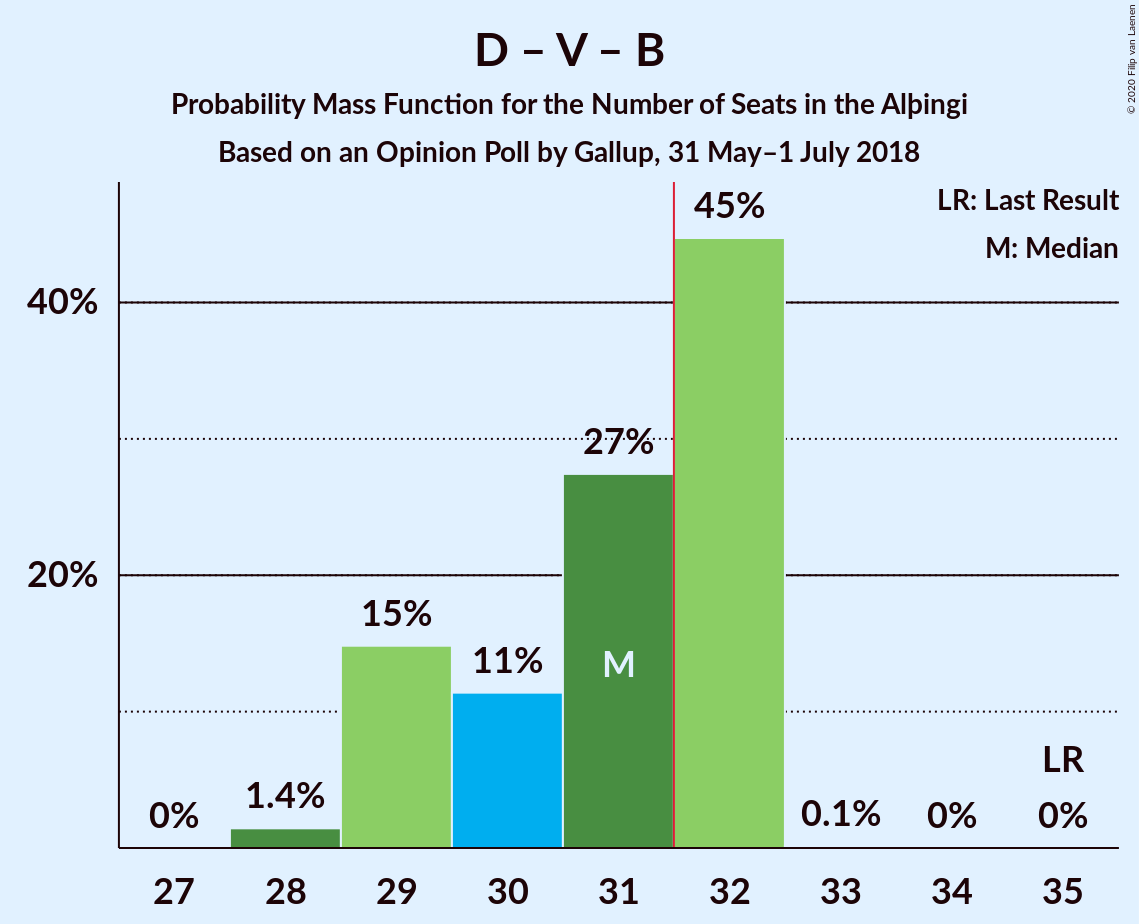 D – V – B
Probability Mass Function for the Number of Seats in the Alþingi
Based on an Opinion Poll by Gallup, 31 May–1 July 2018
© 2020 Filip van Laenen
LR: Last Result
M: Median
40%
20%
0%
1.4%
15%
11%
27%
45%
0.1%
0%
0%
LR
M
27
28
29
30
31
32
33
34
35